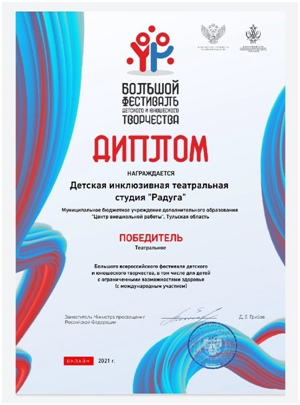 БОЛЬШОЙ
ФЕСТИВАЛЬ
ДЕТСКОГО И ЮНОШЕСКОГО
ТВОРЧЕСТВА
ДИПЛОМ
НАГРАЖДАЕТСЯ
Детская инклюзивная театральная
студия "Радуга"
Муниципальное бюджетное учреждение дополнительного образования
"Центр внешкольной работы", Тульская область
ПОБЕДИТЕЛЬ
Театральное
Большого всероссийского фестиваля детского
и юношеского творчества, в том числе для детей
с ограниченными возможностями здоровья
(с международным участием)
Заместитель Министра просвещения
Российской Федерации
Д. Е. Грибов
ОНЛАЙН
2021 г.